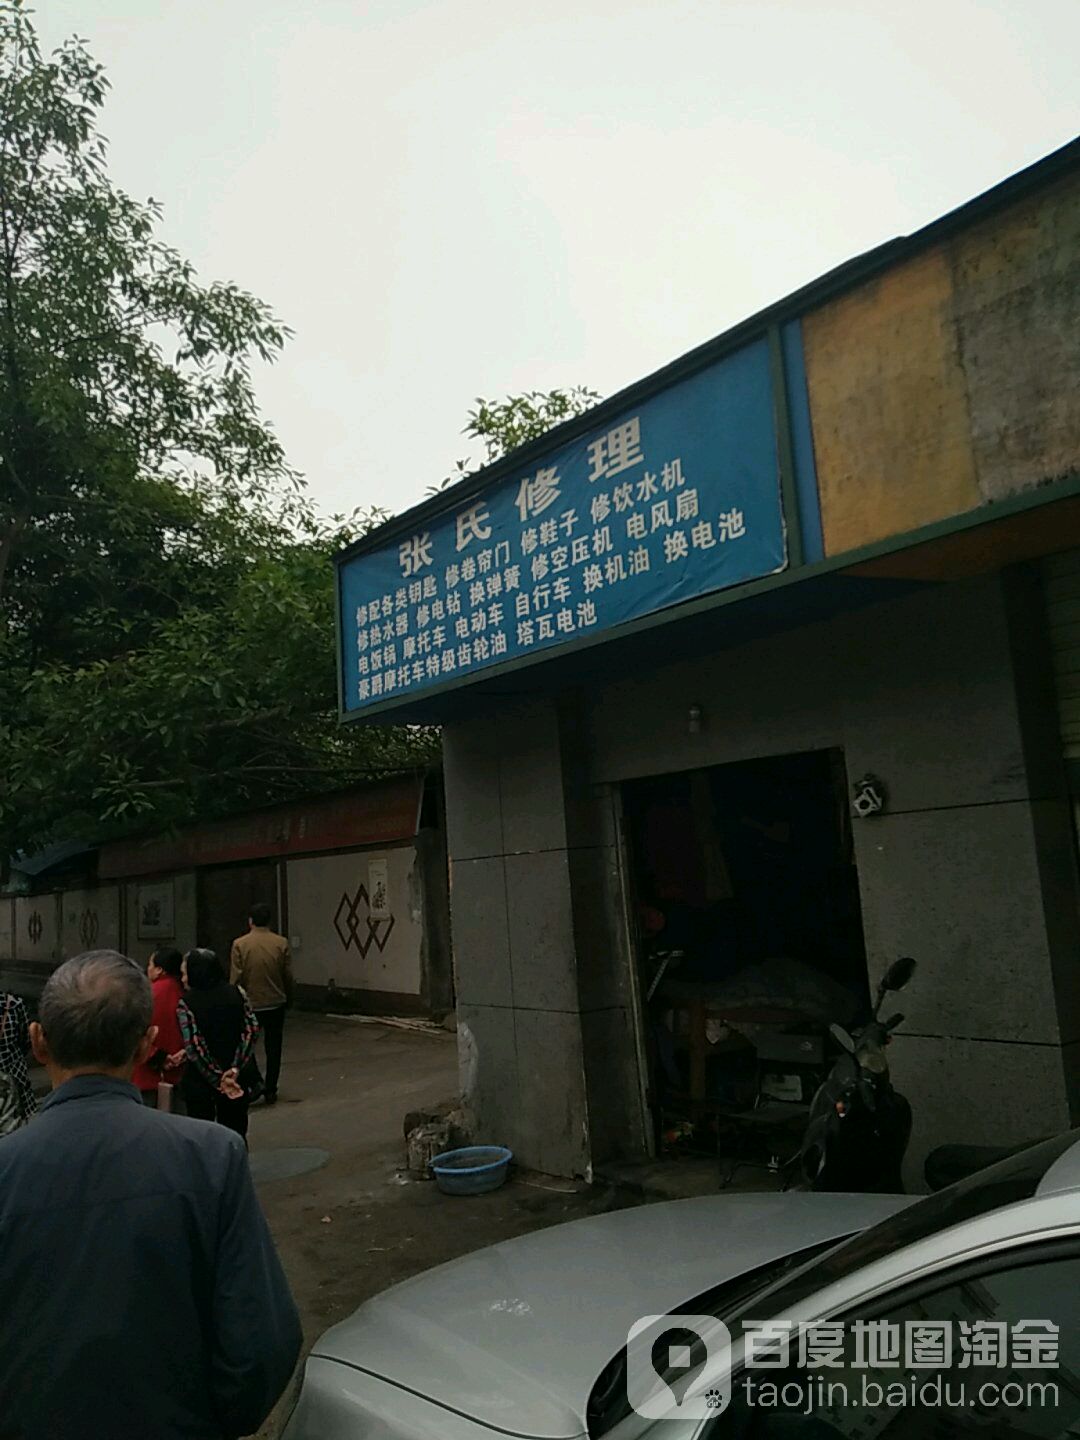 张氏修理
修配各类钥匙 修卷帘门 修鞋子 修饮水机
修热水器 修电钻 换弹簧 修空压机 电风扇
电饭锅 摩托车 电动车 自行车 换机油 换电池
豪爵摩托车特级齿轮油 塔瓦电池
百度地图淘金
taojin.baidu.com